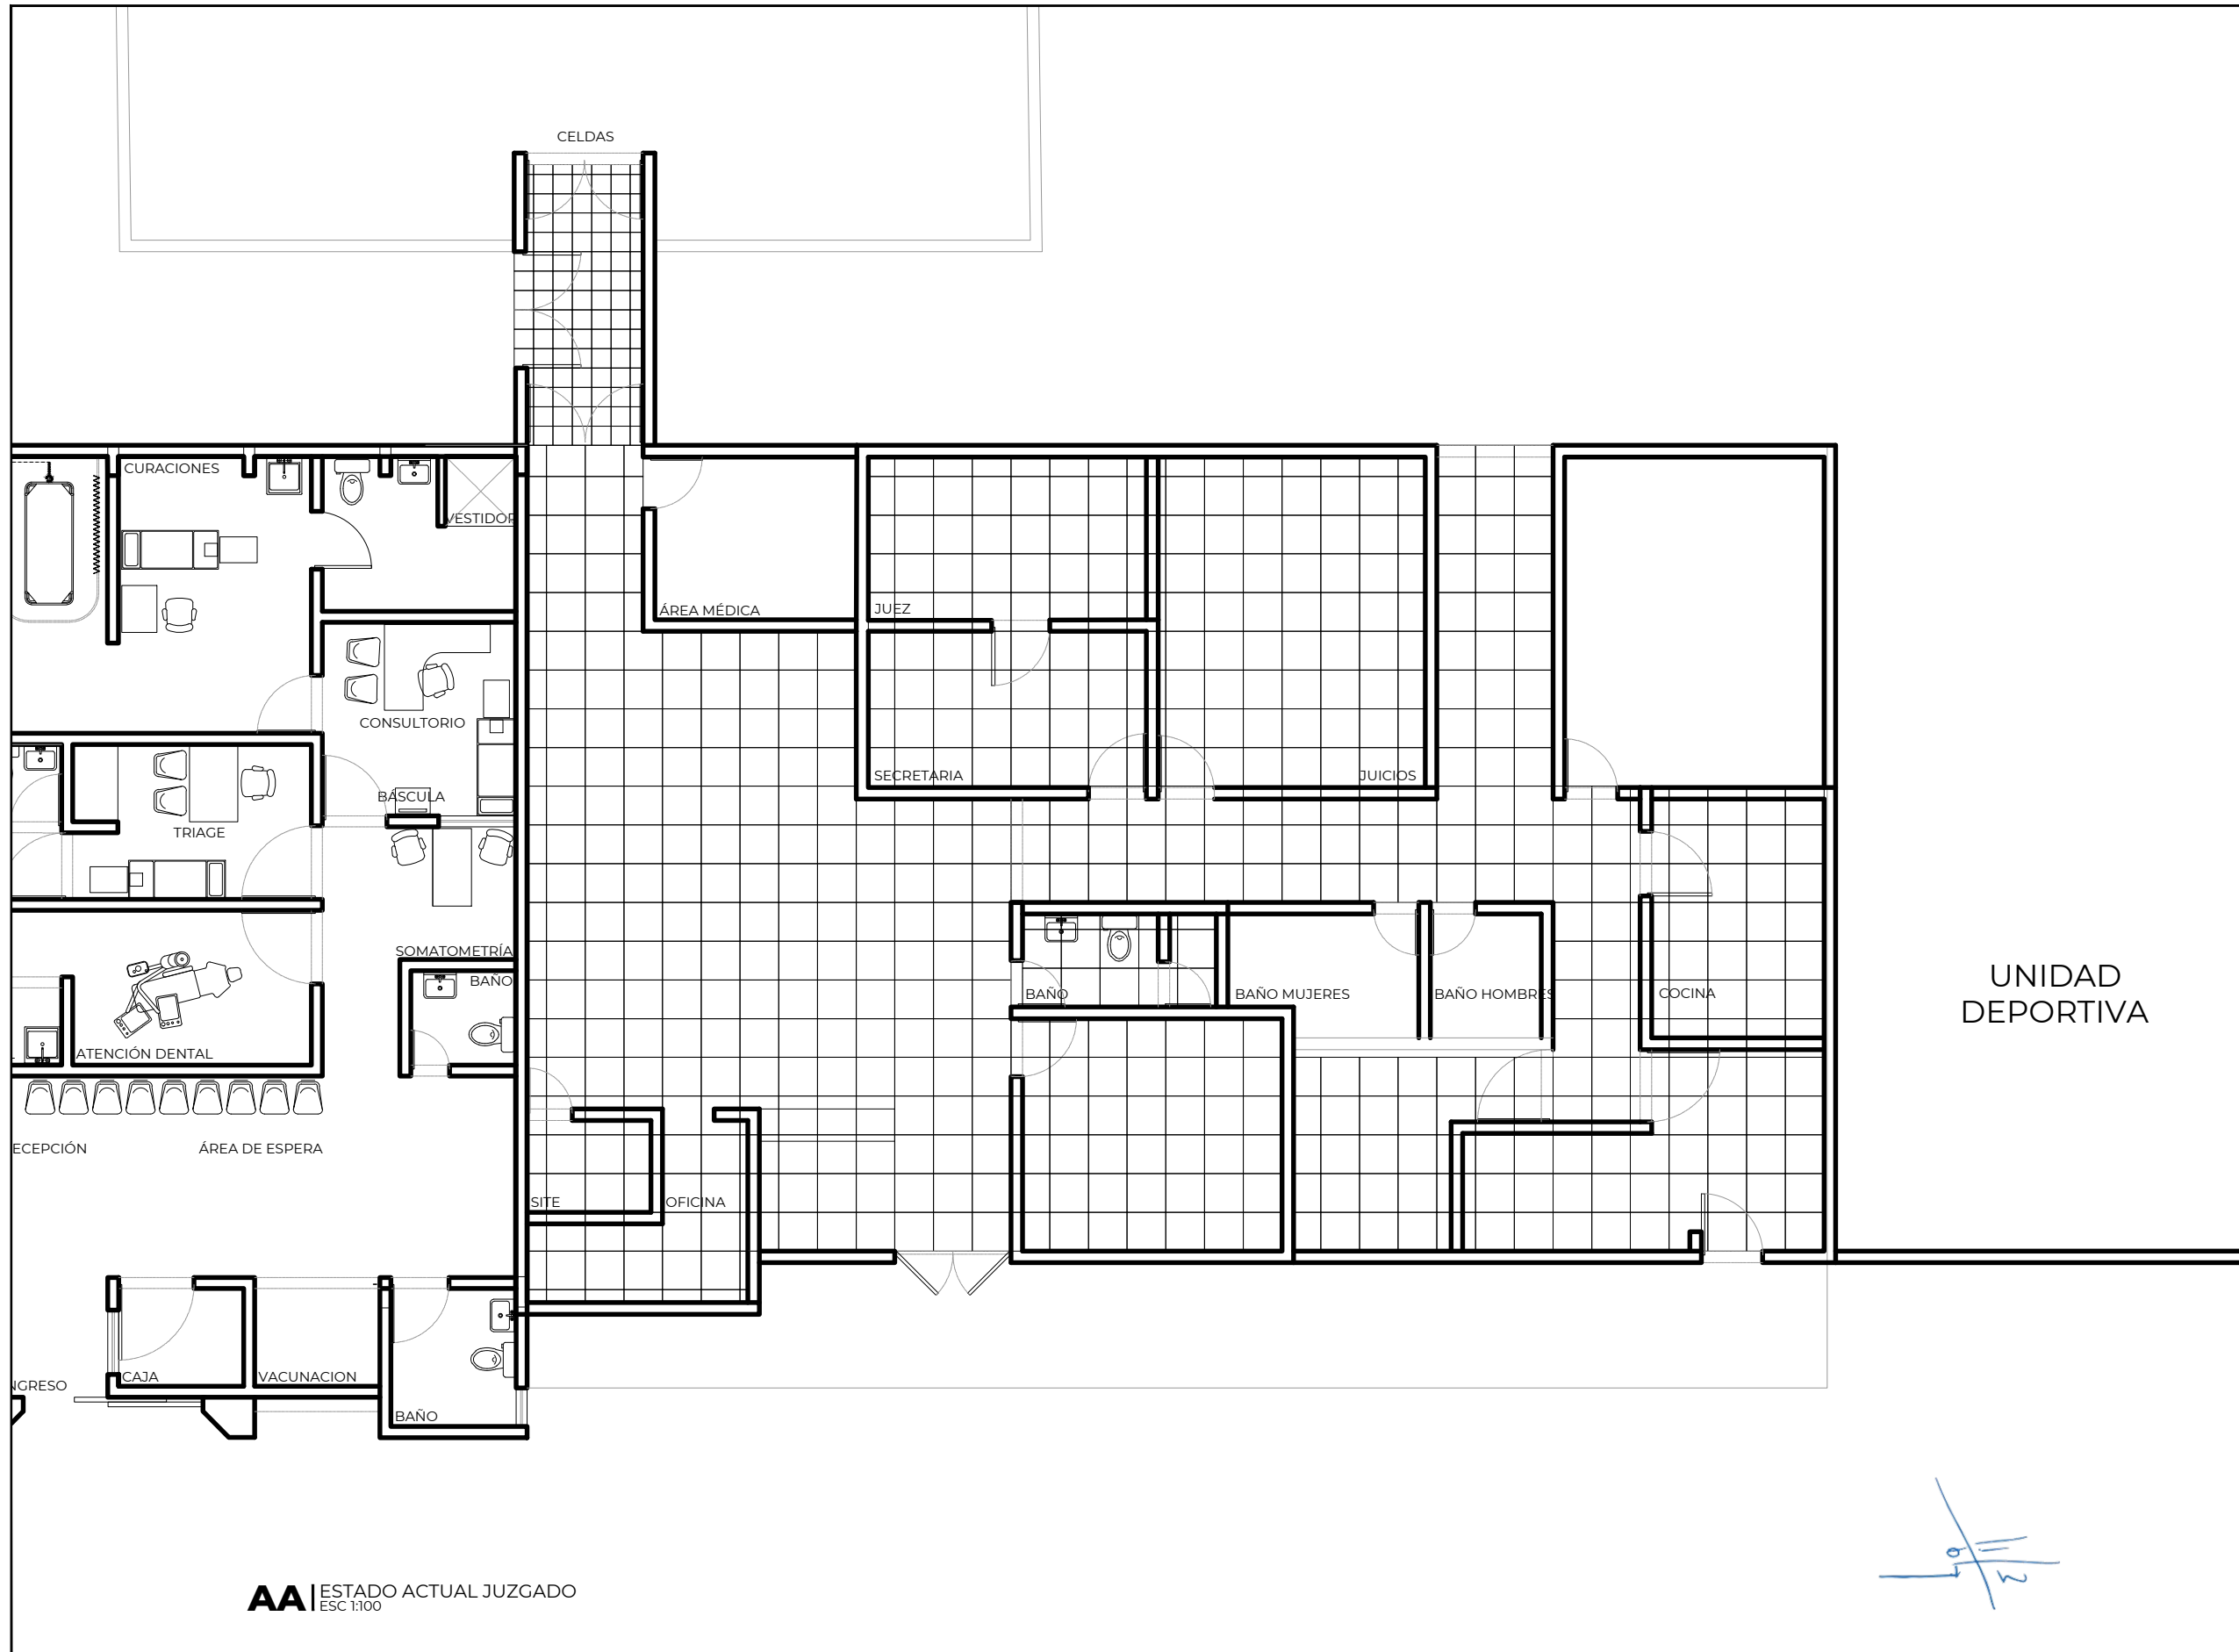 CELDAS
CURACIONES
VESTIDOR
ÁREA MÉDICA
JUEZ
CONSULTORIO
SECRETARIA
JUICIOS
BÁSCULA
TRIAGE
SOMATOMETRÍA
BAÑO
BAÑO
BAÑO MUJERES
BAÑO HOMBRES
COCINA
UNIDAD
DEPORTIVA
ATENCIÓN DENTAL
ECEPCIÓN
ÁREA DE ESPERA
SITE
OFICINA
CAJA
VACUNACION
NGRESO
BAÑO
AA ESTADO ACTUAL JUZGADO
ESC 1:100